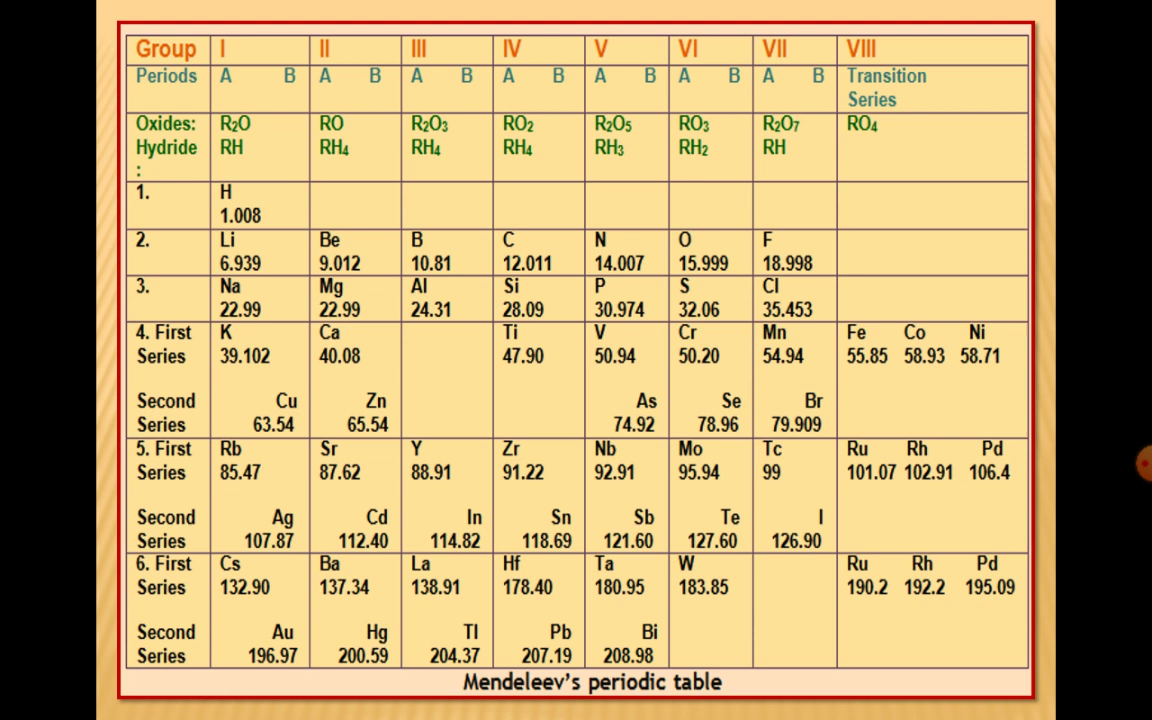 Group I II III IV V VI VII VIII
Periods A B A B A B A B A B A B A B Transition
Series
Oxides: R₂O RO R₂O₃ RO₂ R₂O₅ RO₃ R₂O₇ RO₄
Hydride RH RH₄ RH₄ RH₄ RH₃ RH₂ RH
:
1. H
1.008
2. Li Be B C N O F
6.939 9.012 10.81 12.011 14.007 15.999 18.998
3. Na Mg Al Si P S Cl
22.99 22.99 24.31 28.09 30.974 32.06 35.453
4. First K Ca Ti V Cr Mn Fe Co Ni
Series 39.102 40.08 47.90 50.94 50.20 54.94 55.85 58.93 58.71
Second Cu Zn As Se Br
Series 63.54 65.54 74.92 78.96 79.909
5. First Rb Sr Y Zr Nb Mo Tc Ru Rh Pd
Series 85.47 87.62 88.91 91.22 92.91 95.94 99 101.07 102.91 106.4
Second Ag Cd In Sn Sb Te I
Series 107.87 112.40 114.82 118.69 121.60 127.60 126.90
6. First Cs Ba La Hf Ta W Ru Rh Pd
Series 132.90 137.34 138.91 178.40 180.95 183.85 190.2 192.2 195.09
Second Au Hg Tl Pb Bi
Series 196.97 200.59 204.37 207.19 208.98
Mendeleev's periodic table